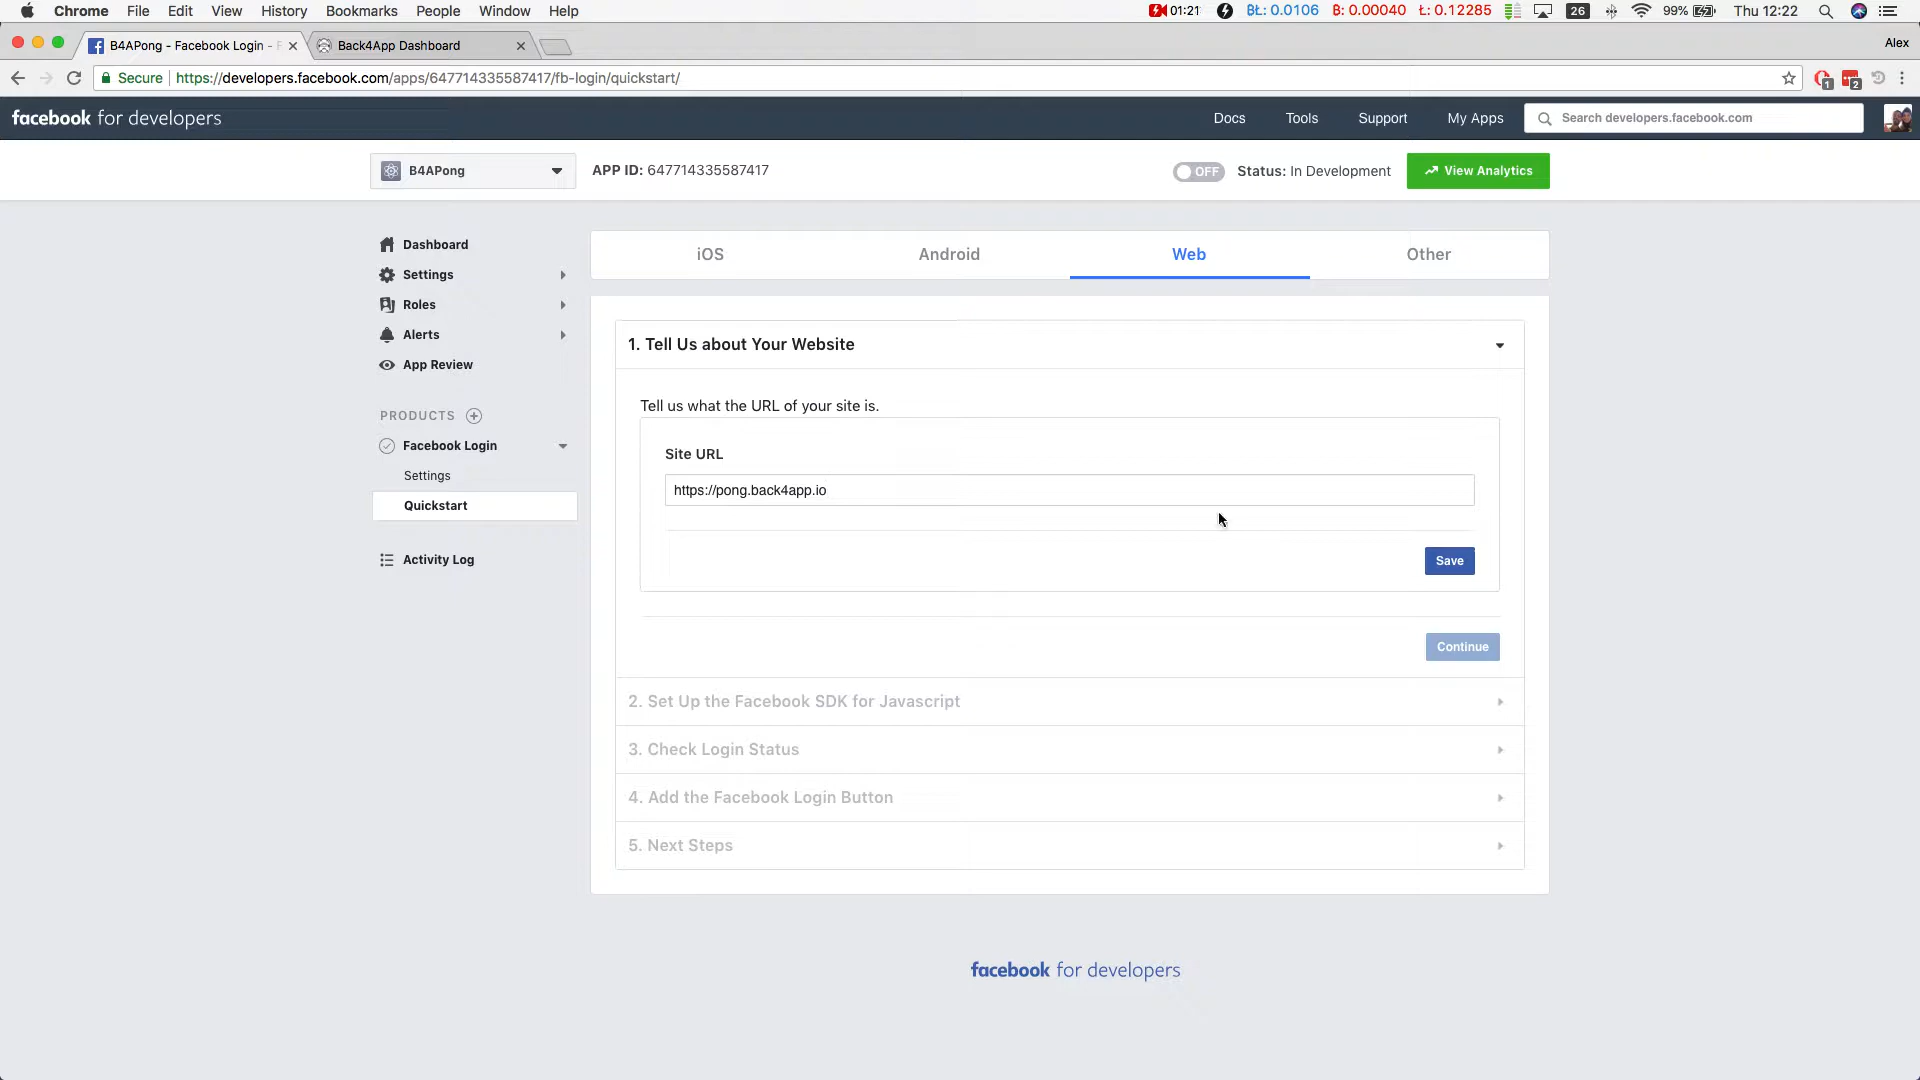 Chrome File Edit View History Bookmarks People Window Help 01:21 ƀŁ: 0.0106 Ƀ: 0.00040 Ł: 0.12285 26 99% Thu 12:22
B4APong - Facebook Login - Back4App Dashboard Alex
Secure https://developers.facebook.com/apps/647714335587417/fb-login/quickstart/ 1 2
facebook for developers Docs Tools Support My Apps Search developers.facebook.com
B4APong APP ID: 647714335587417 OFF Status: In Development View Analytics
Dashboard
Settings
Roles
Alerts
App Review
PRODUCTS
Facebook Login
Settings
Quickstart
Activity Log
iOS Android Web Other
1. Tell Us about Your Website
Tell us what the URL of your site is.
Site URL
https://pong.back4app.io
Save
Continue
2. Set Up the Facebook SDK for Javascript
3. Check Login Status
4. Add the Facebook Login Button
5. Next Steps
facebook for developers